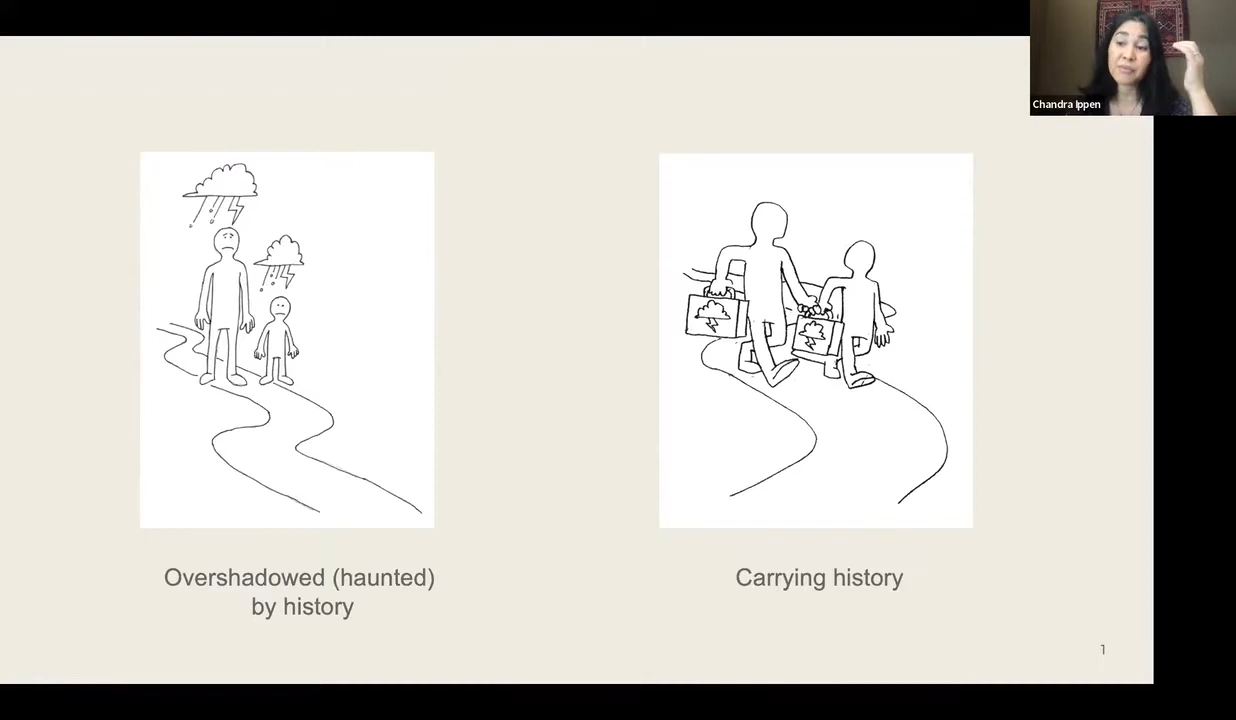 Chandra Ippen
Overshadowed (haunted)
by history
Carrying history
1